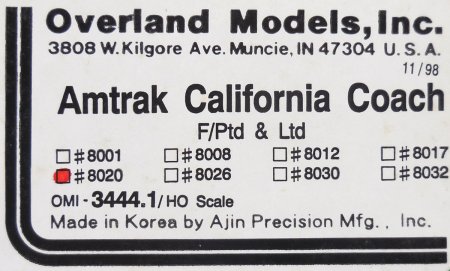 Overland Models, Inc.
3808 W. Kilgore Ave. Muncie, IN 47304 U. S. A.
11/98
Amtrak California Coach
F/Ptd & Ltd
#8001 #8008 #8012 #8017
#8020 #8026 #8030 #8032
OMI - 3444.1/ HO Scale
Made in Korea by Ajin Precision Mfg. , Inc.